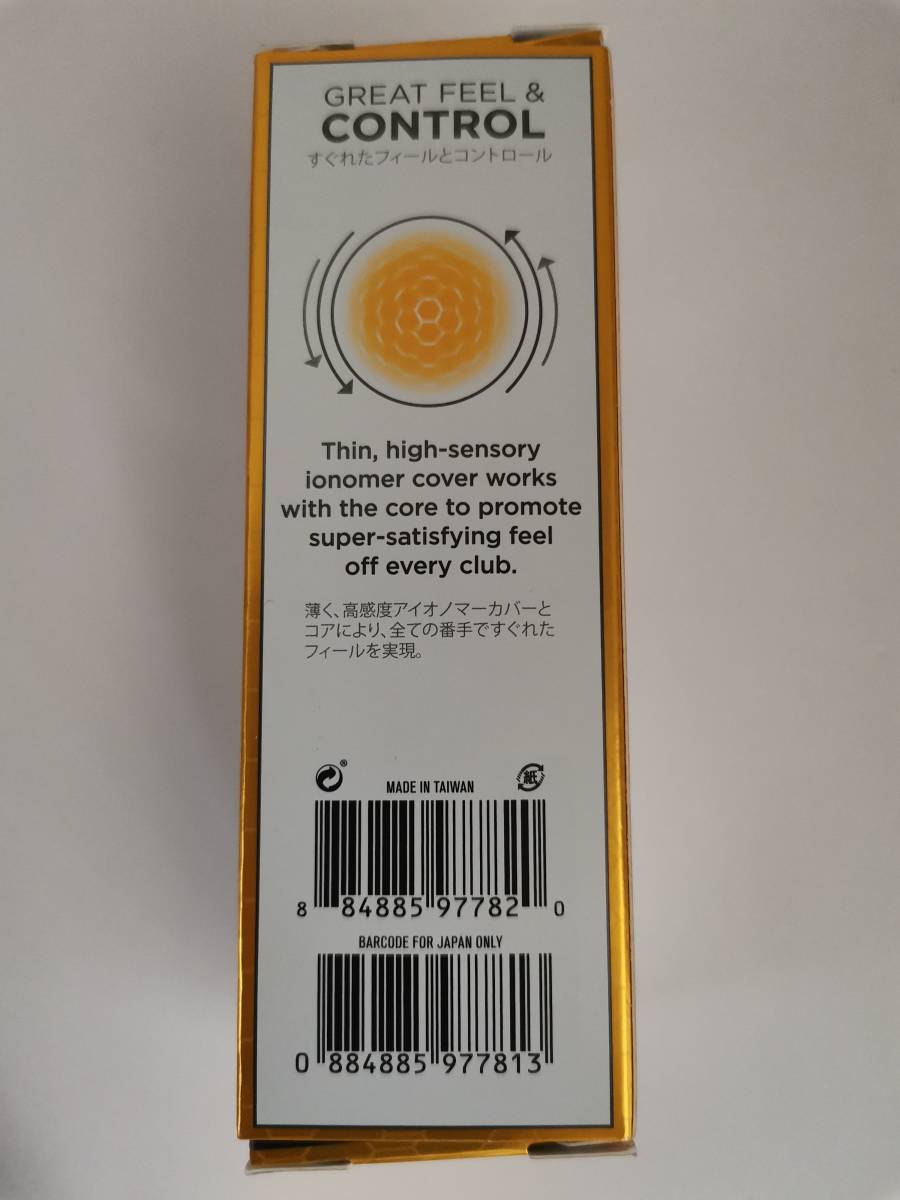 GREAT FEEL &
CONTROL
すぐれたフィールとコントロール
Thin, high-sensory
ionomer cover works
with the core to promote
super-satisfying feel
off every club.
薄く、高感度アイオノマーカバーと
コアにより、全ての番手ですぐれた
フィールを実現。
®
MADE IN TAIWAN
紙
8 84885 97782 0
BARCODE FOR JAPAN ONLY
0 884885 977813